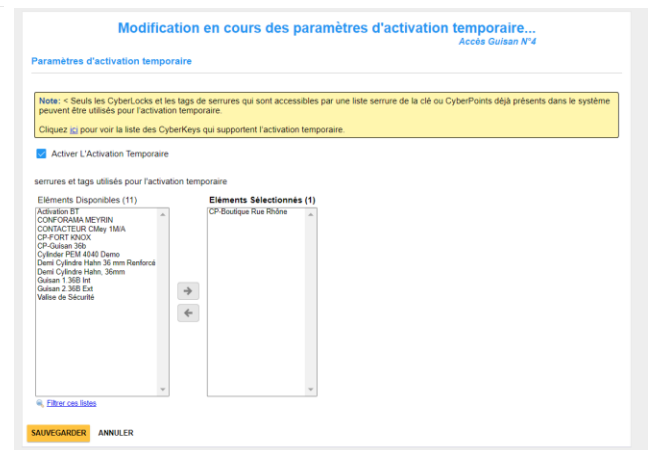 Modification en cours des paramètres d'activation temporaire...
Accès Guisan N°4
Paramètres d'activation temporaire
Note: < Seuls les CyberLocks et les tags de serrures qui sont accessibles par une liste serrure de la clé ou CyberPoints déjà présents dans le système
peuvent être utilisés pour l'activation temporaire.
Cliquez ici pour voir la liste des CyberKeys qui supportent l'activation temporaire.
Activer L'Activation Temporaire
serrures et tags utilisés pour l'activation temporaire
Eléments Disponibles (11)
Activation BT
CONFORAMA MEYRIN
CONTACTEUR CMey 1M/A
CP-FORT KNOX
CP-Guisan 36b
Cylinder PEM 4040 Demo
Demi Cylindre Hahn 36 mm Renforcé
Demi Cylindre Hahn, 36mm
Guisan 1.36B Int
Guisan 2.36B Ext
Valise de Sécurité
Eléments Sélectionnés (1)
CP-Boutique Rue Rhône
Filtrer ces listes
SAUVEGARDER ANNULER